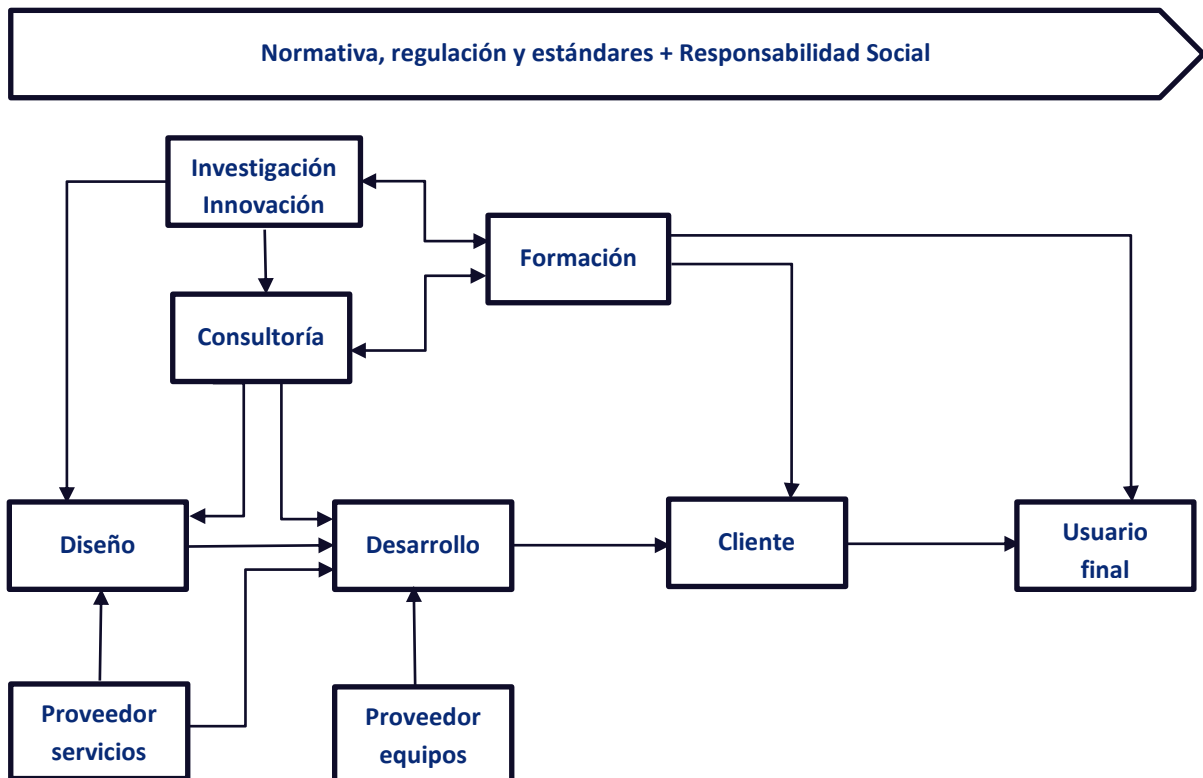 Normativa, regulación y estándares + Responsabilidad Social
Investigación
Innovación
Formación
Consultoría
Diseño
Desarrollo
Cliente
Usuario
final
Proveedor
servicios
Proveedor
equipos